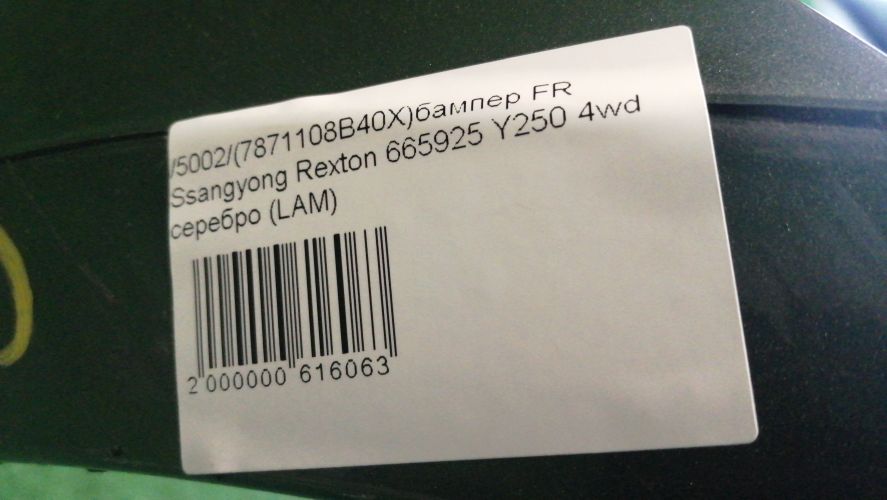 /5002/(7871108B40X)бампер FR
Ssangyong Rexton 665925 Y250 4wd
серебро (LAM)
2 000000 616063